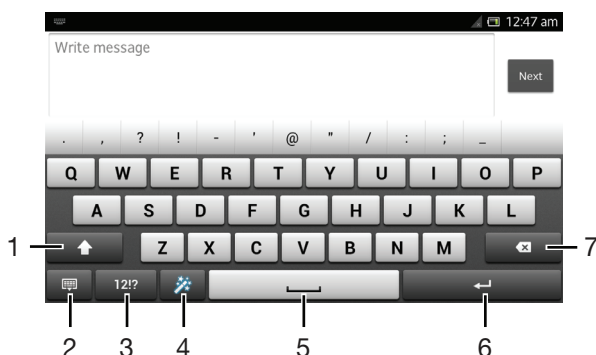 12:47 am
Write message
Next
. , ? ! - ' @ " / : ; _
Q W E R T Y U I O P
A S D F G H J K L
1 Z X C V B N M 7
12!?
2 3 4 5 6